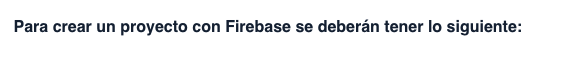 Para crear un proyecto con Firebase se deberán tener lo siguiente: